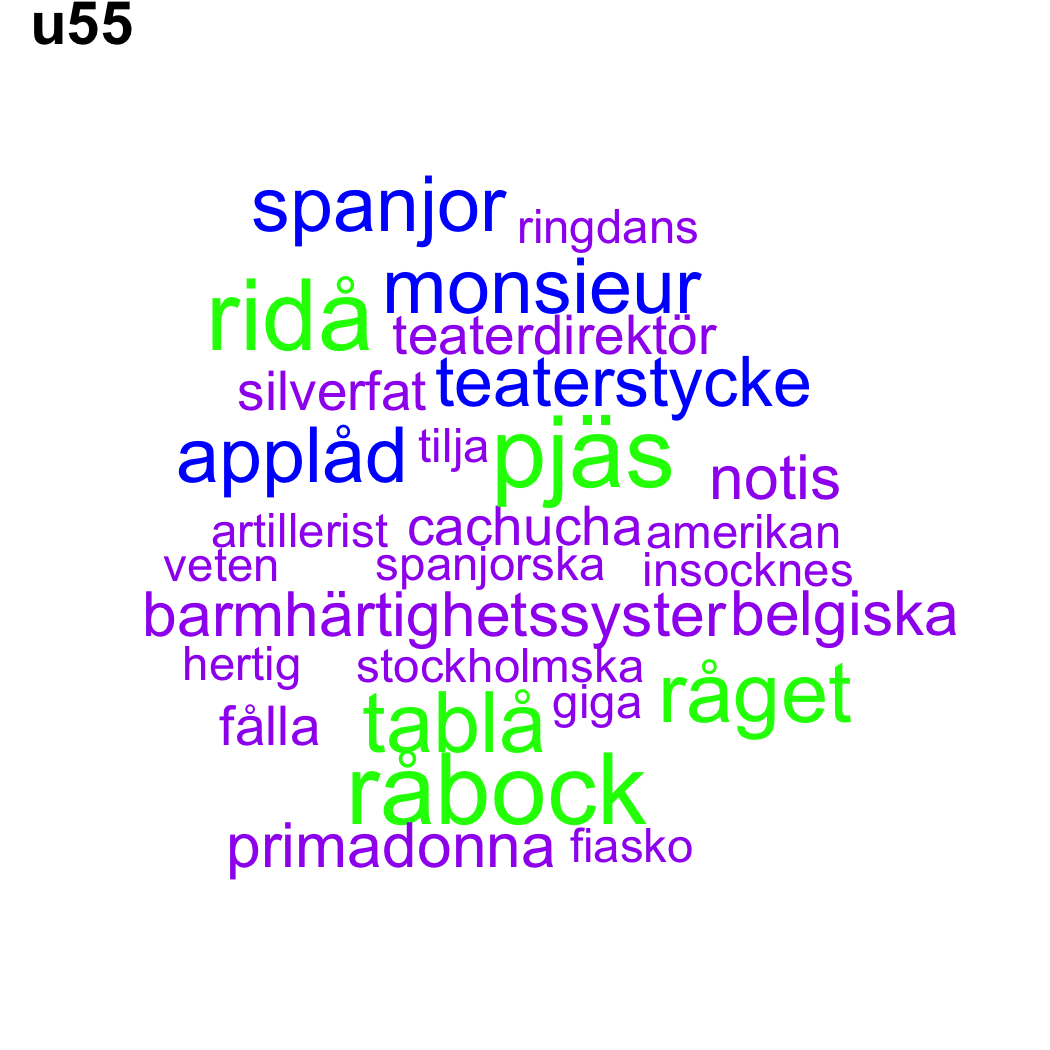 u55
spanjor ringdans
ridå monsieur
teaterdirektör
silverfat teaterstycke
applåd tilja pjäs notis
artillerist cachucha amerikan
veten spanjorska insocknes
barmhärtighetssyster belgiska
hertig stockholmska
fålla tablå giga råget
råbock
primadonna fiasko